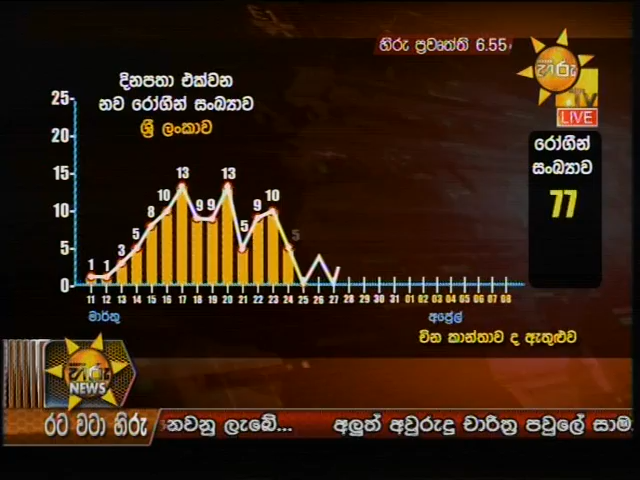 හිරු ප්‍රවෘත්ති 6.55
හිරු
tv
LIVE
දිනපතා එක්වන
නව රෝගීන් සංඛ්‍යාව
ශ්‍රී ලංකාව
රෝගීන්
සංඛ්‍යාව
77
25
20
15
10
5
0
1 1 3 5 8 10 13 9 9 13 5 9 10 5
11 12 13 14 15 16 17 18 19 20 21 22 23 24 25 26 27 28 29 30 31 01 02 03 04 05 06 07 08
මාර්තු
අප්‍රේල්
චීන කාන්තාව ද ඇතුළුව
හිරු
NEWS
රට වටා හිරු
නවනු ලැබේ... අලුත් අවුරුදු චාරිත්‍ර පවුලේ සාම